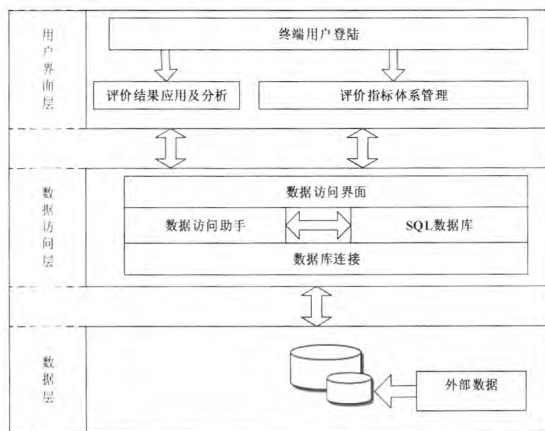 用户界面层
终端用户登陆
评价结果应用及分析
评价指标体系管理
数据访问层
数据访问界面
数据访问助手
SQL数据库
数据库连接
数据层
外部数据